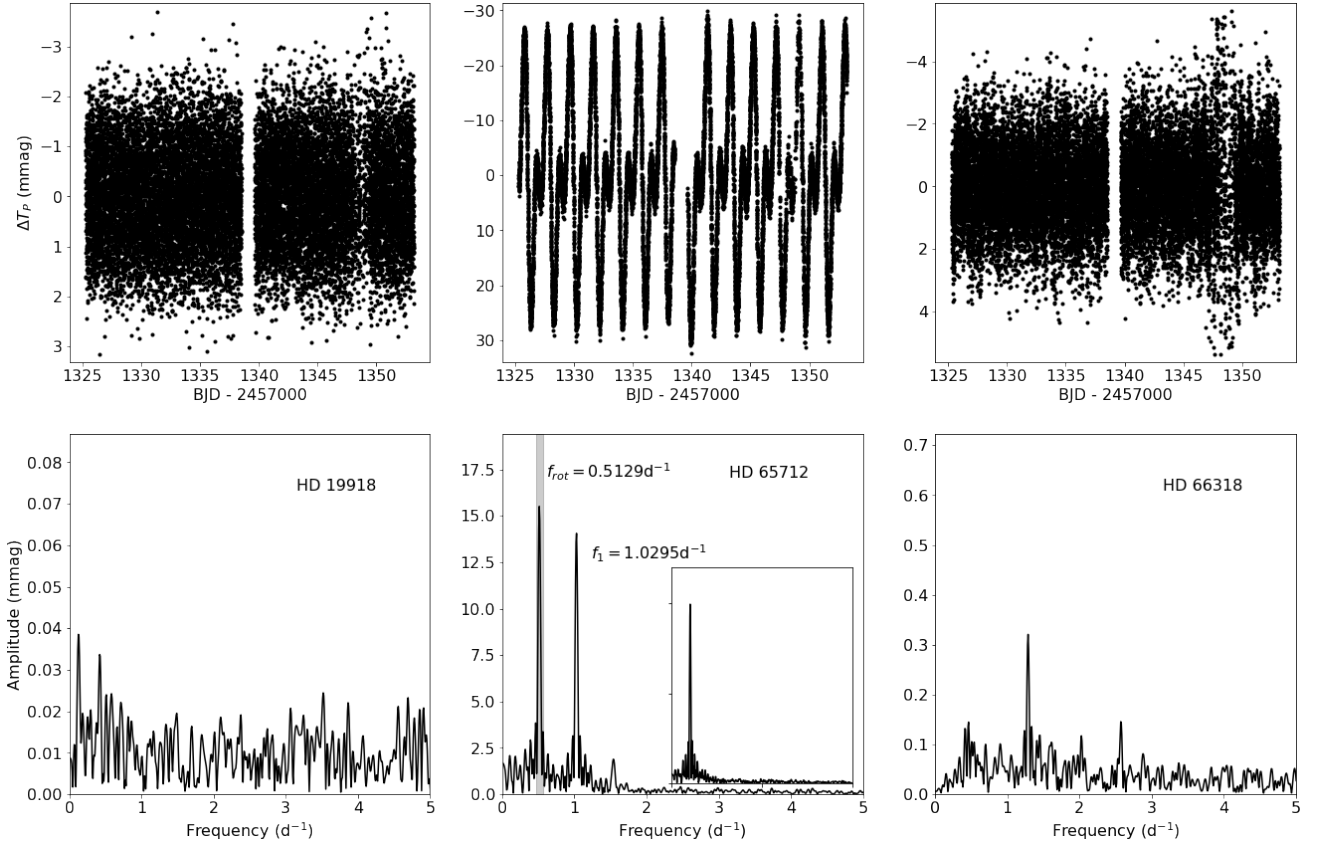 −3
−2
−1
0
1
2
3
ΔT_P (mmag)
1325 1330 1335 1340 1345 1350
BJD - 2457000
−30
−20
−10
0
10
20
30
1325 1330 1335 1340 1345 1350
BJD - 2457000
−4
−2
0
2
4
1325 1330 1335 1340 1345 1350
BJD - 2457000
0.08
0.07
0.06
0.05
0.04
0.03
0.02
0.01
0.00
Amplitude (mmag)
HD 19918
0 1 2 3 4 5
Frequency (d⁻¹)
17.5
15.0
12.5
10.0
7.5
5.0
2.5
0.0
f_rot = 0.5129d⁻¹
HD 65712
f₁ = 1.0295d⁻¹
0 1 2 3 4 5
Frequency (d⁻¹)
0.7
0.6
0.5
0.4
0.3
0.2
0.1
0.0
HD 66318
0 1 2 3 4 5
Frequency (d⁻¹)